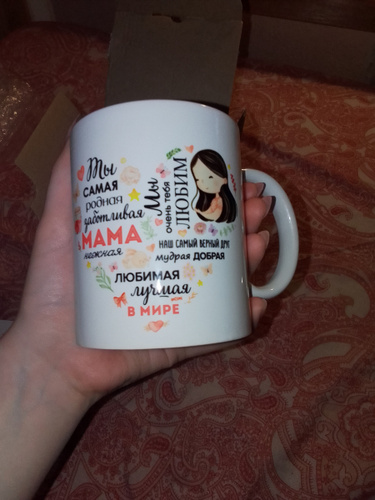 Ты
САМАЯ
родная
заботливая
МАМА
нежная
Мы
очень тебя
ЛЮБИМ
НАШ САМЫЙ ВЕРНЫЙ ДРУГ
мудрая ДОБРАЯ
ЛЮБИМАЯ
лучшая
В МИРЕ